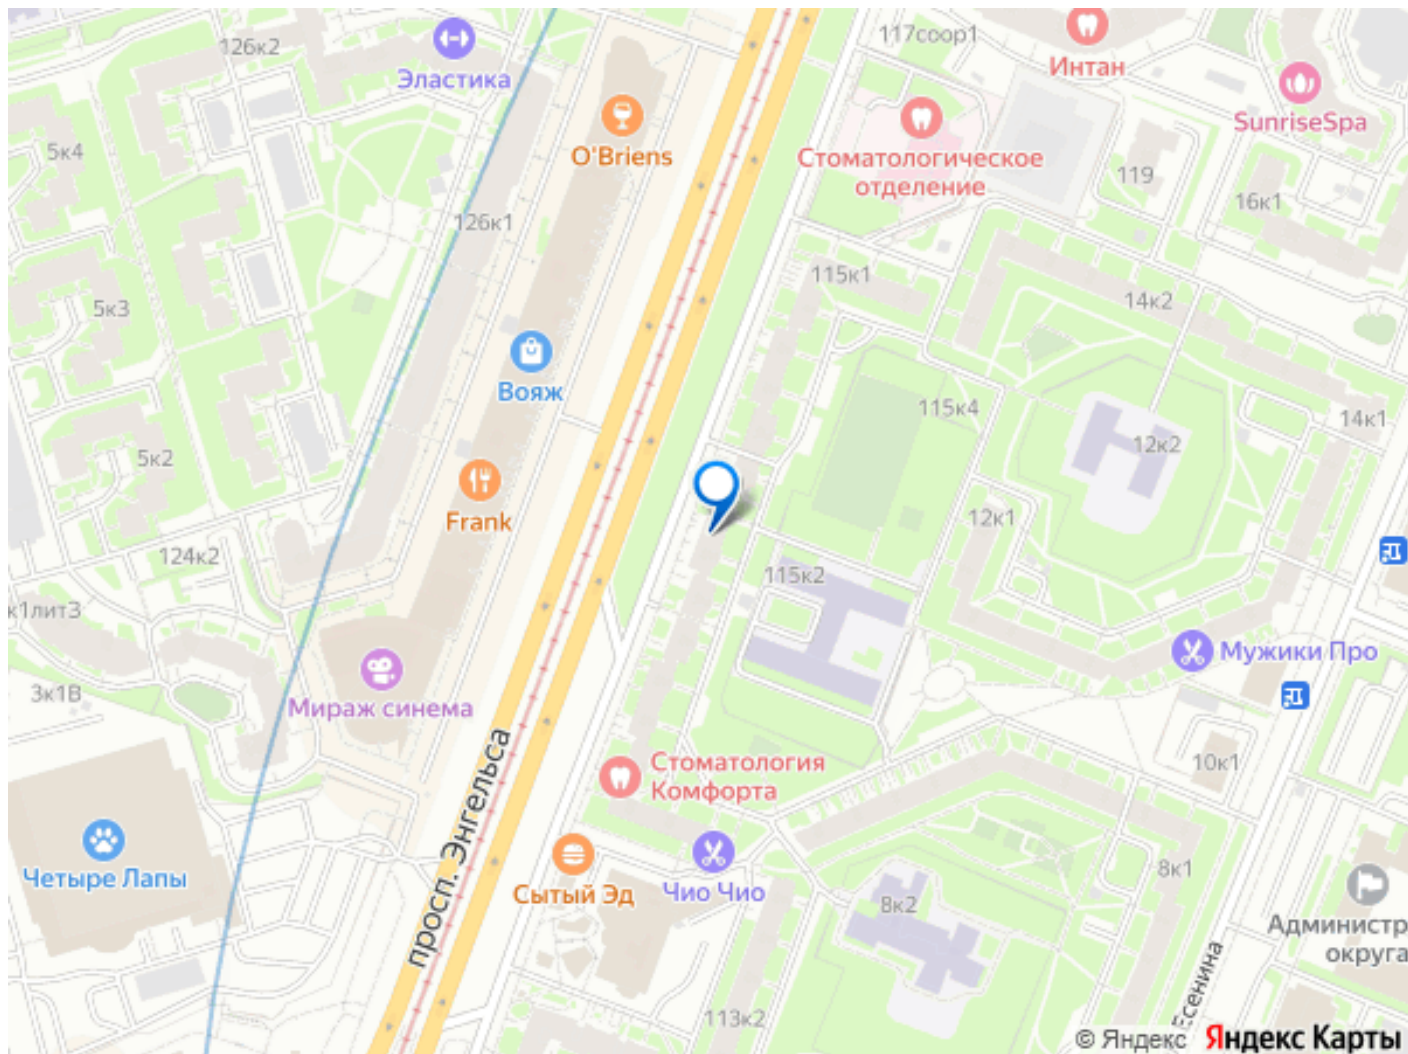 126к2
Эластика
117соор1
Интан
SunriseSpa
O'Briens
Стоматологическое
отделение
119
5к4
16к1
126к1
115к1
14к2
5к3
Вояж
115к4
14к1
12к2
5к2
Frank
12к1
124к2
115к2
к1лит3
Мужики Про
3к1В
Мираж синема
просп. Энгельса
Стоматология
Комфорта
10к1
Четыре Лапы
Сытый Эд
Чио Чио
8к1
8к2
Администр
округа
Есенина
113к2
© Яндекс Яндекс Карты